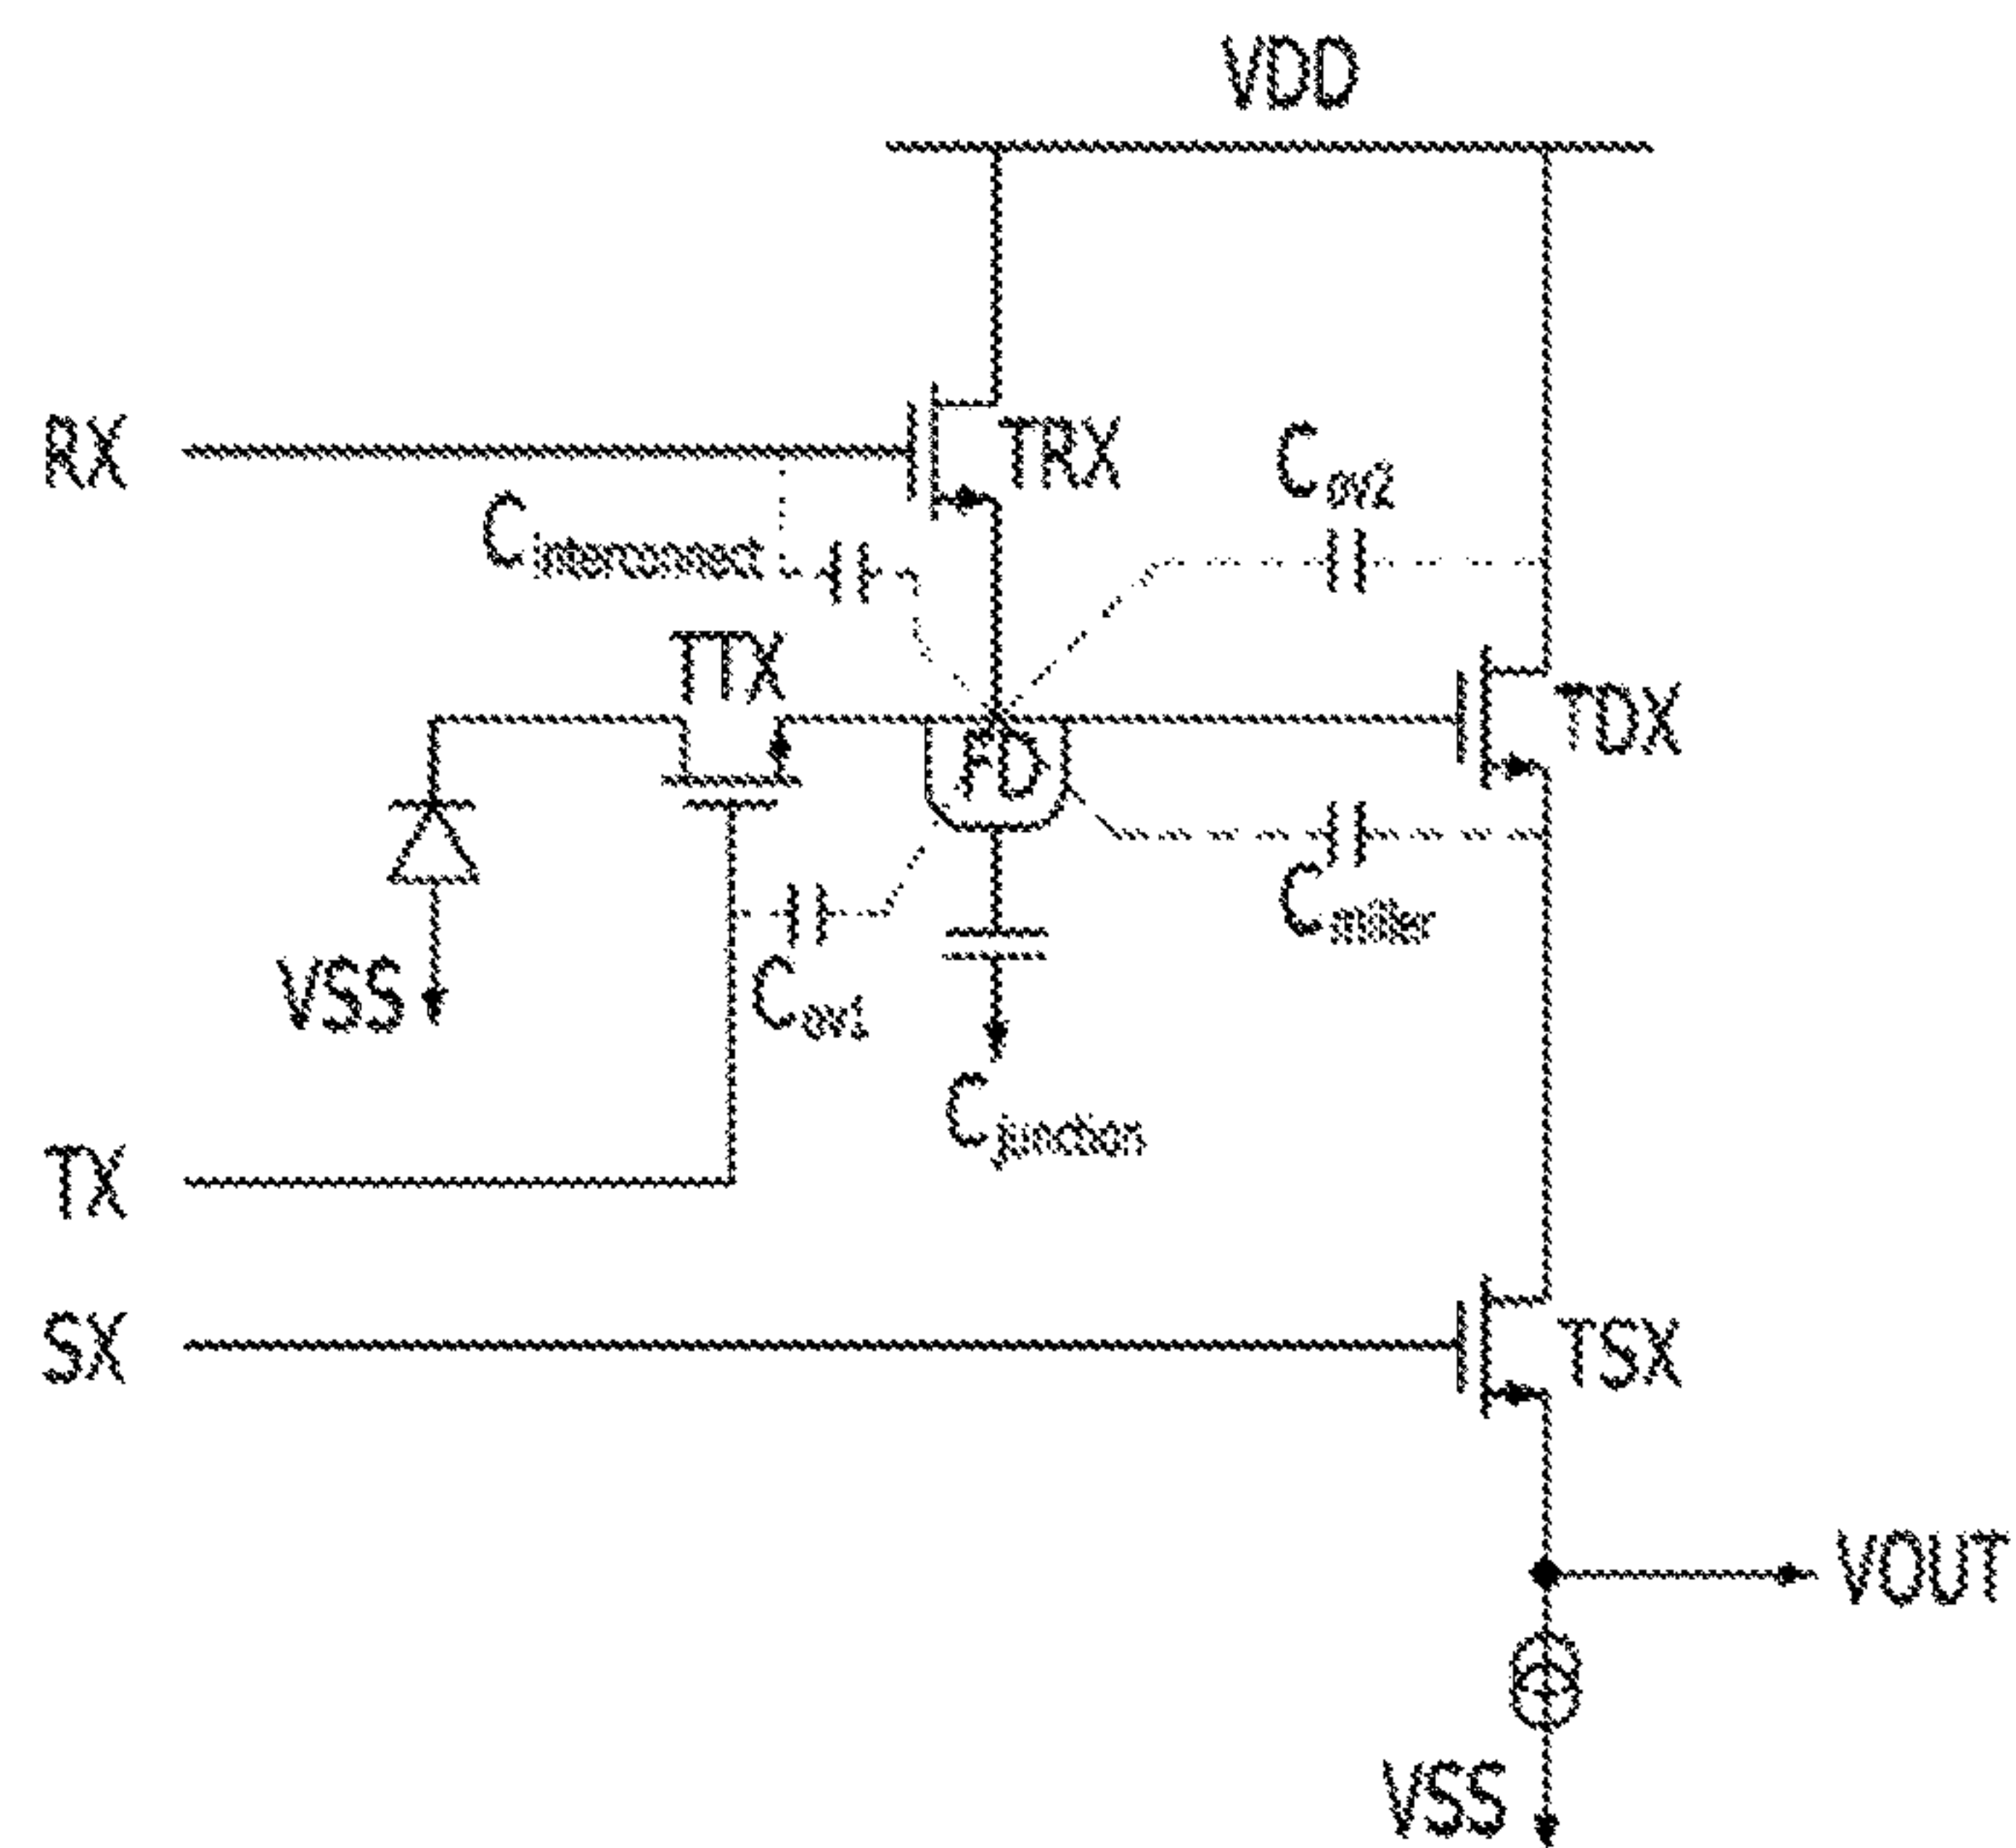 VDD
RX
TRX
Cov2
Cinterconnect
TTX
FD
TDX
Cmiller
VSS
Cov1
Cjunction
TX
SX
TSX
VOUT
VSS